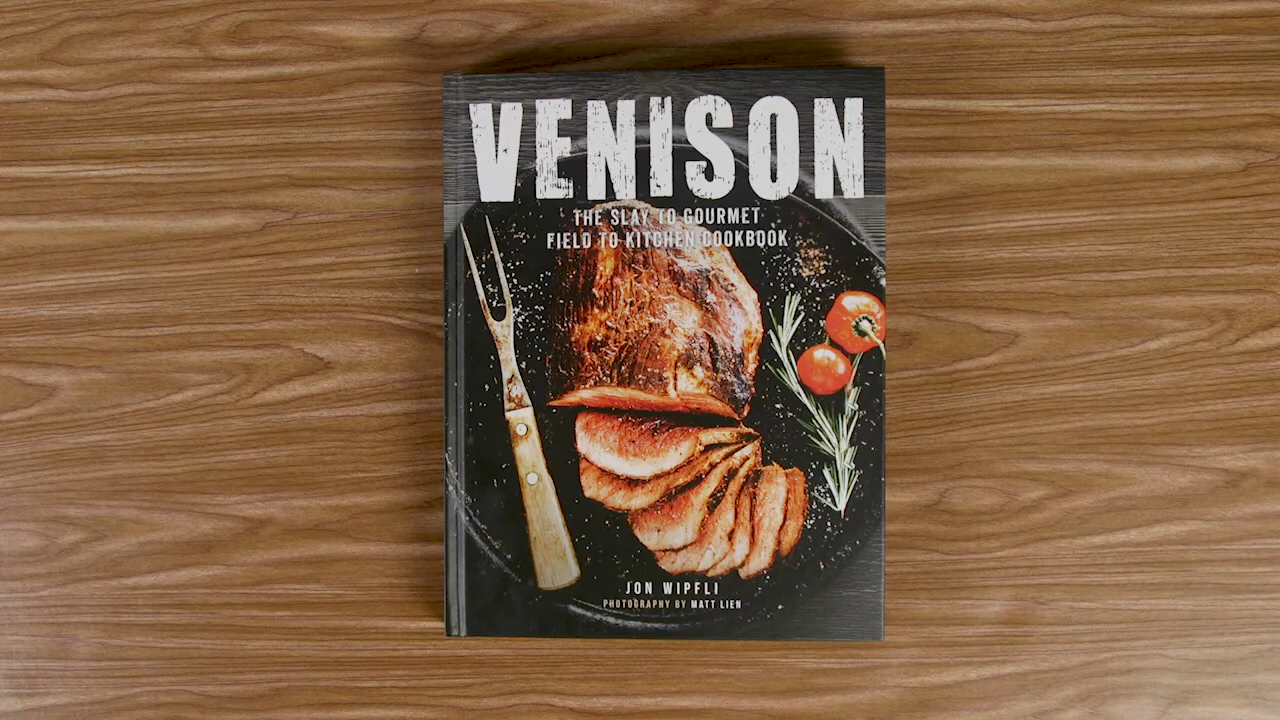 VENISON
THE SLAY TO GOURMET
FIELD TO KITCHEN COOKBOOK
JON WIPFLI
PHOTOGRAPHY BY MATT LIEN